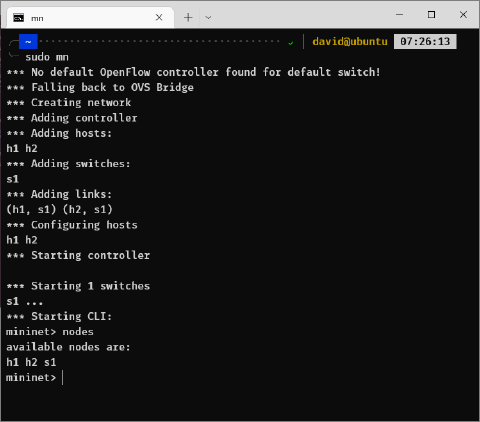 mn
~ ✓ david@ubuntu 07:26:13
sudo mn
*** No default OpenFlow controller found for default switch!
*** Falling back to OVS Bridge
*** Creating network
*** Adding controller
*** Adding hosts:
h1 h2
*** Adding switches:
s1
*** Adding links:
(h1, s1) (h2, s1)
*** Configuring hosts
h1 h2
*** Starting controller
*** Starting 1 switches
s1 ...
*** Starting CLI:
mininet> nodes
available nodes are:
h1 h2 s1
mininet>